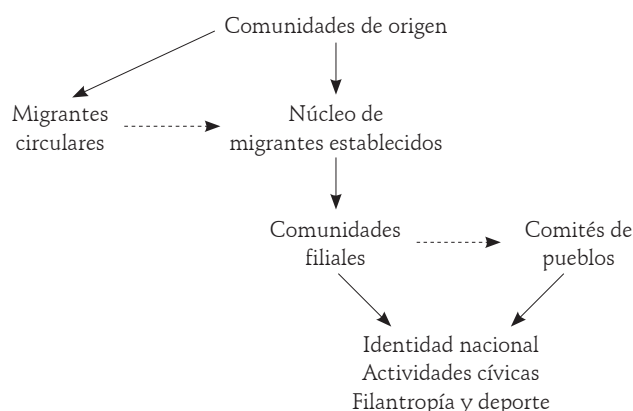 Comunidades de origen
Migrantes
circulares
Núcleo de
migrantes establecidos
Comunidades
filiales
Comités de
pueblos
Identidad nacional
Actividades cívicas
Filantropía y deporte